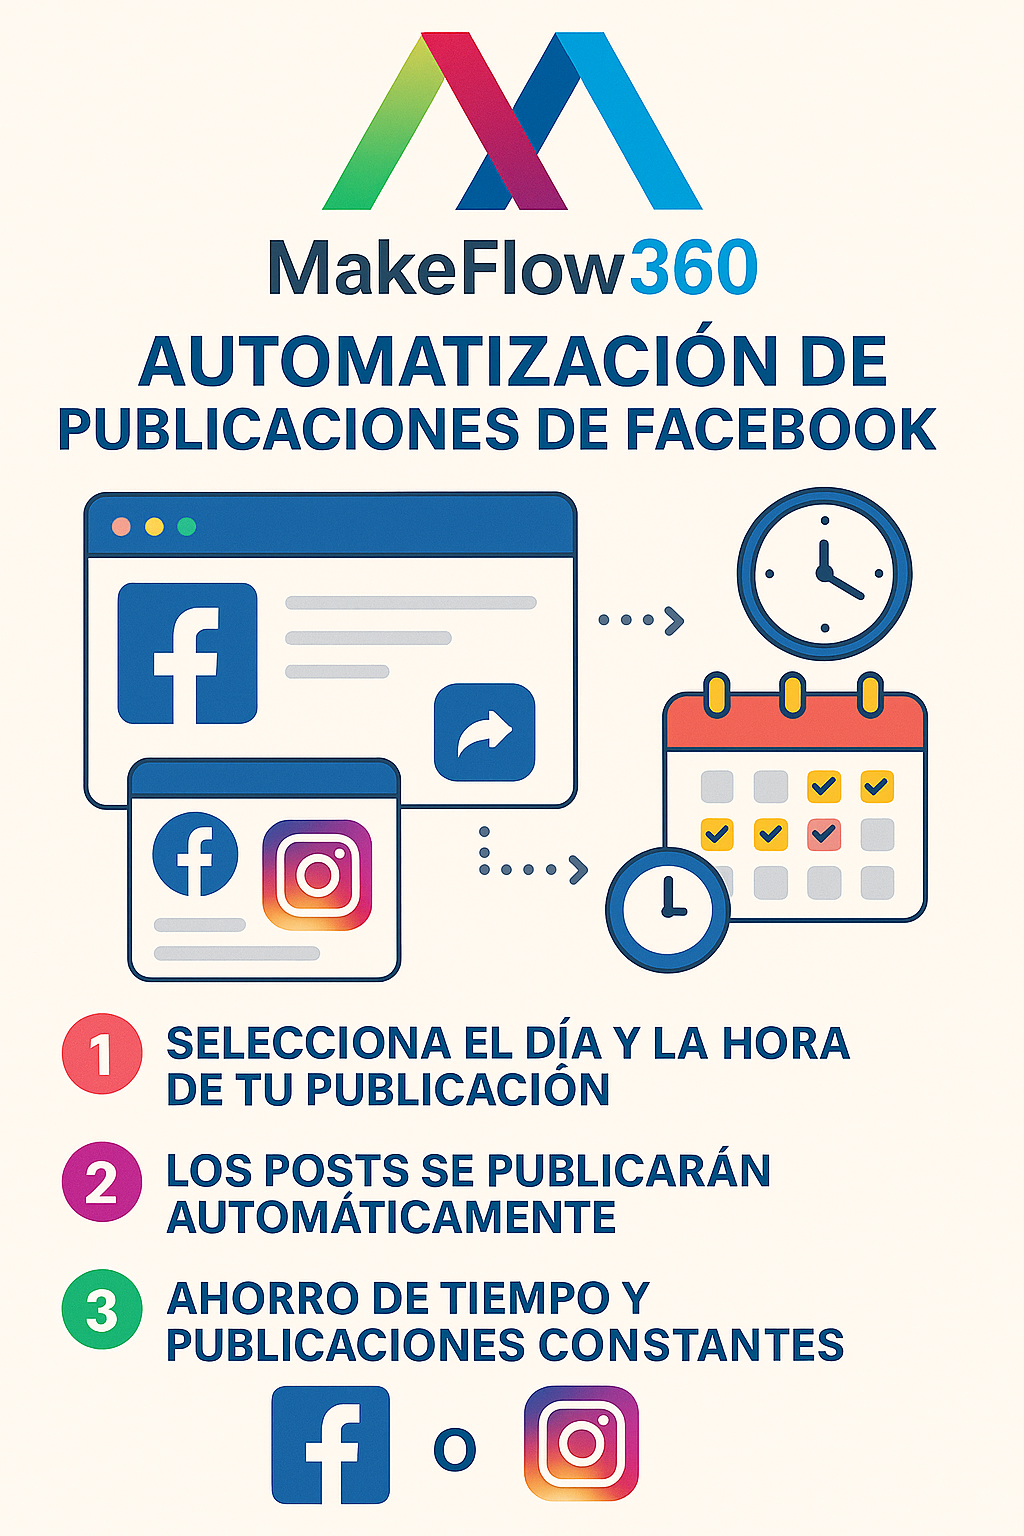 MakeFlow360
AUTOMATIZACIÓN DE
PUBLICACIONES DE FACEBOOK
1 SELECCIONA EL DÍA Y LA HORA
DE TU PUBLICACIÓN
2 LOS POSTS SE PUBLICARÁN
AUTOMÁTICAMENTE
3 AHORRO DE TIEMPO Y
PUBLICACIONES CONSTANTES
O